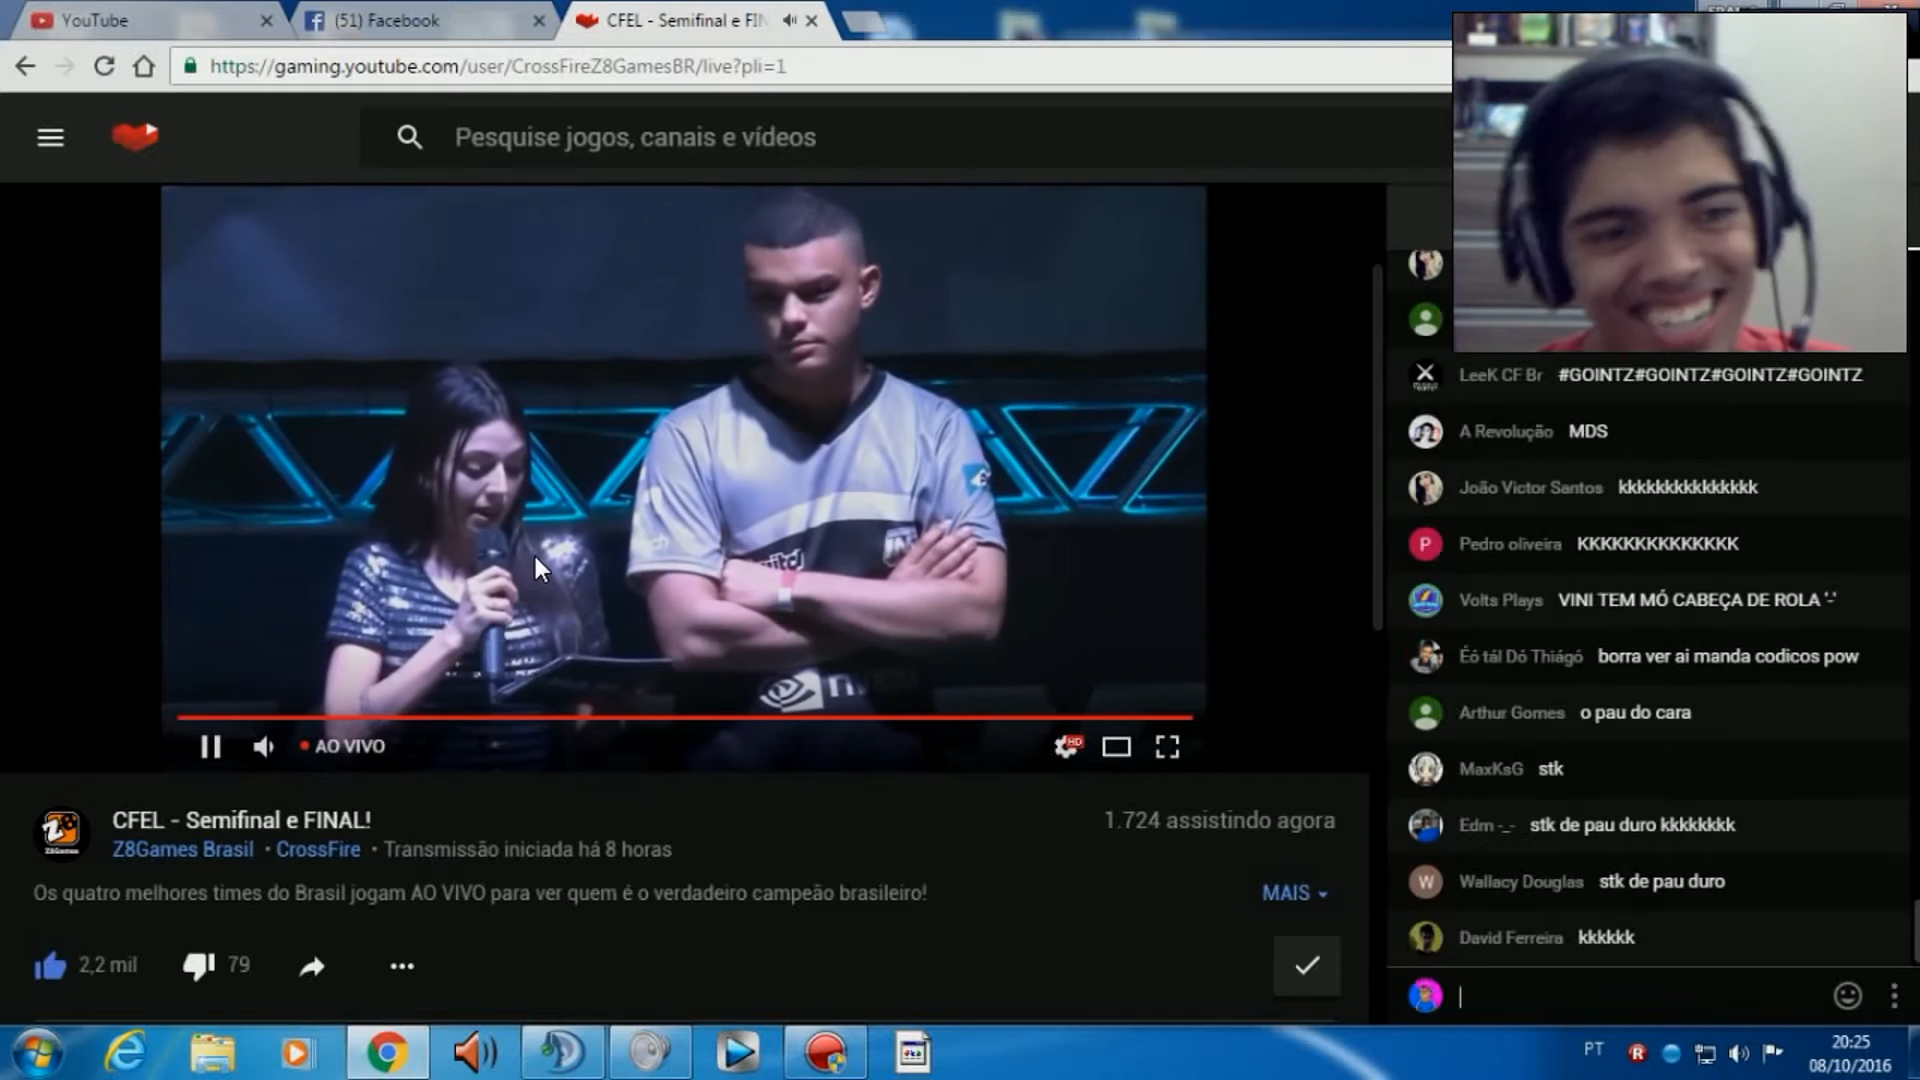 YouTube
(51) Facebook
CFEL - Semifinal e FIN
https://gaming.youtube.com/user/CrossFireZ8GamesBR/live?pli=1
Pesquise jogos, canais e vídeos
LeeK CF Br #GOINTZ#GOINTZ#GOINTZ#GOINTZ
A Revolução MDS
João Victor Santos kkkkkkkkkkkkkkk
P Pedro oliveira KKKKKKKKKKKKKK
Volts Plays VINI TEM MÓ CABEÇA DE ROLA '-'
Éó tál Dó Thiágó borra ver ai manda codicos pow
Arthur Gomes o pau do cara
MaxKsG stk
Edm -_- stk de pau duro kkkkkkkk
W Wallacy Douglas stk de pau duro
David Ferreira kkkkkk
AO VIVO
HD
Z8Games
CFEL - Semifinal e FINAL!
1.724 assistindo agora
Z8Games Brasil • CrossFire • Transmissão iniciada há 8 horas
Os quatro melhores times do Brasil jogam AO VIVO para ver quem é o verdadeiro campeão brasileiro!
MAIS
2,2 mil
79
PT
20:25
08/10/2016